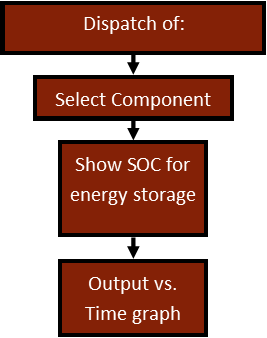 Dispatch of:
Select Component
Show SOC for
energy storage
Output vs.
Time graph